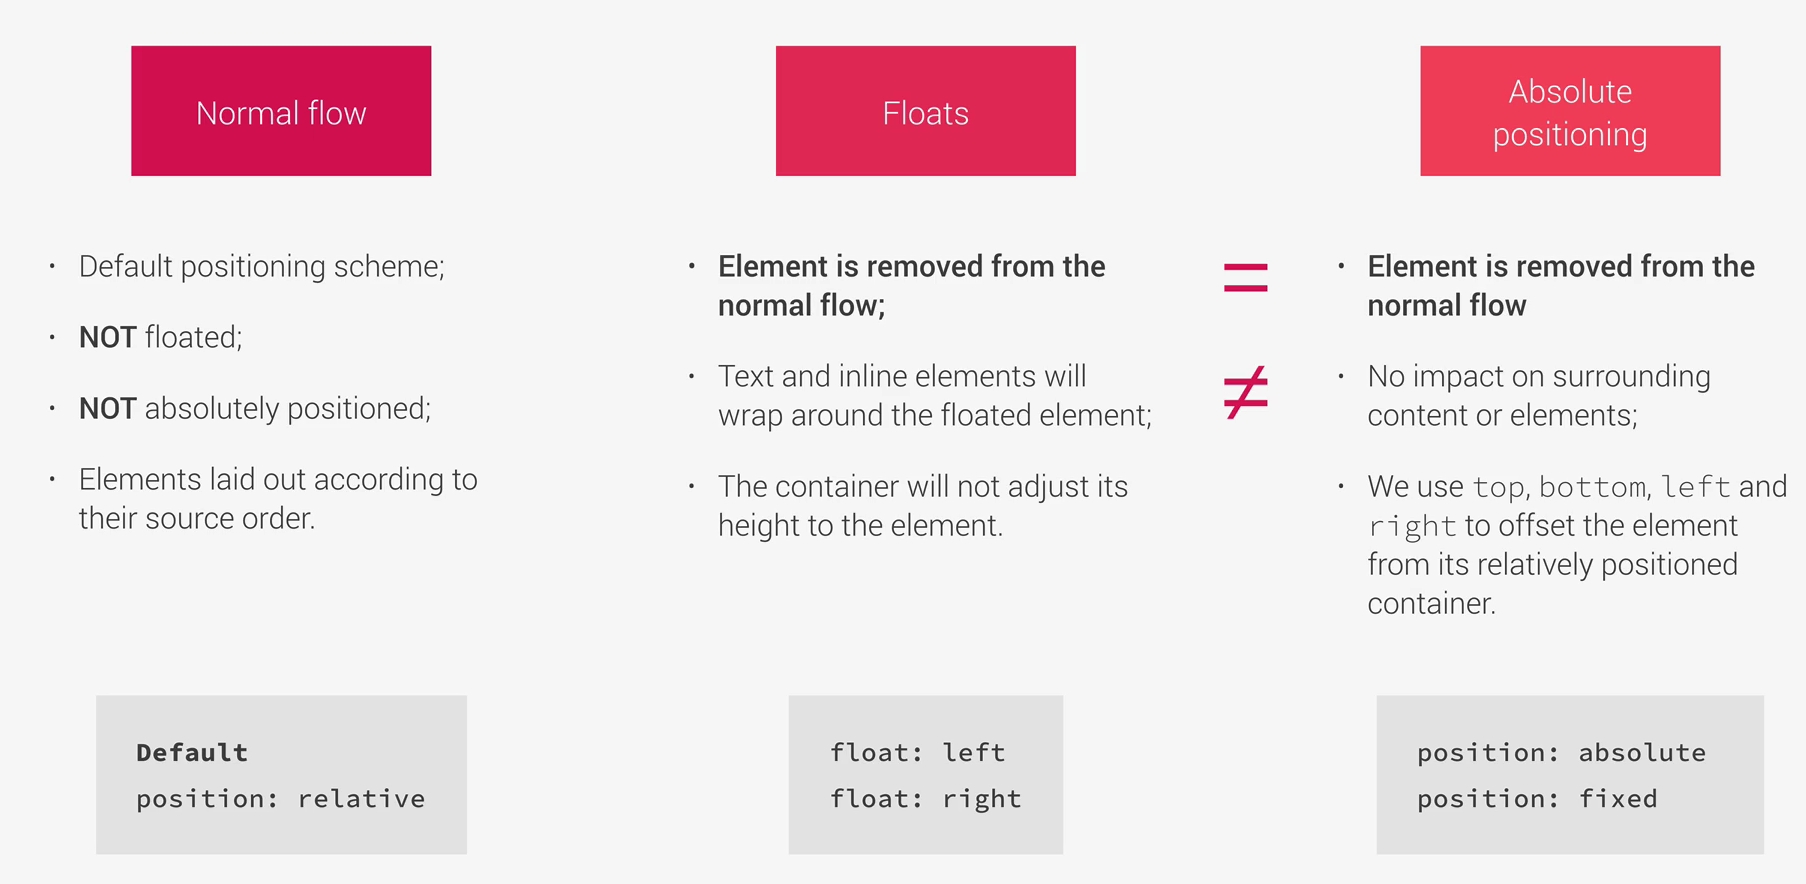 Normal flow
• Default positioning scheme;
• NOT floated;
• NOT absolutely positioned;
• Elements laid out according to
their source order.
Default
position: relative
Floats
• Element is removed from the
normal flow;
• Text and inline elements will
wrap around the floated element;
• The container will not adjust its
height to the element.
float: left
float: right
=
≠
Absolute
positioning
• Element is removed from the
normal flow
• No impact on surrounding
content or elements;
• We use top, bottom, left and
right to offset the element
from its relatively positioned
container.
position: absolute
position: fixed